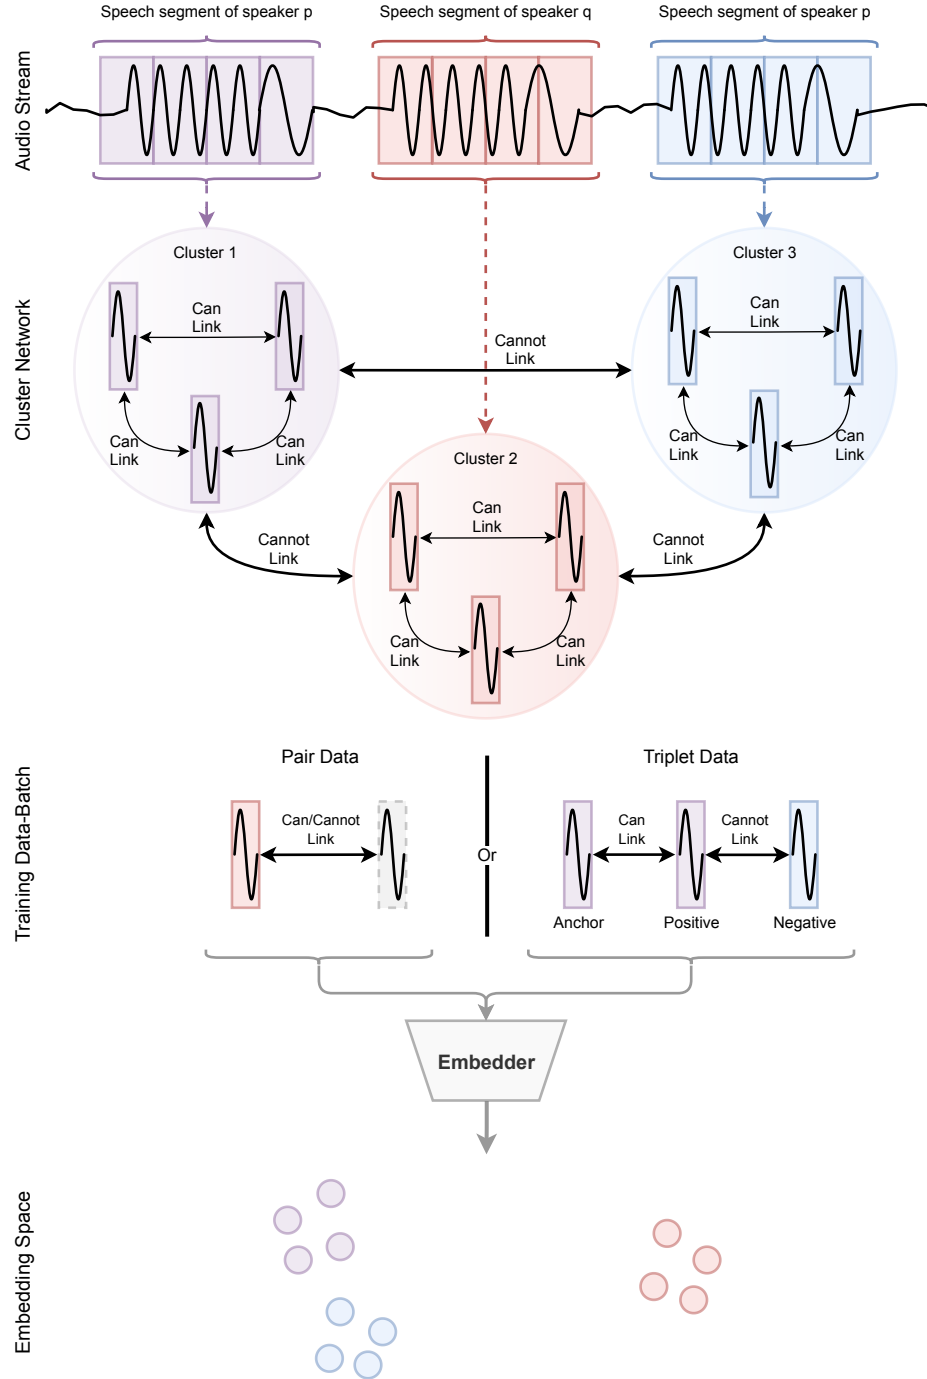 Speech segment of speaker p
Speech segment of speaker q
Speech segment of speaker p
Audio Stream
Cluster Network
Cluster 1
Can
Link
Can
Link
Can
Link
Cluster 3
Can
Link
Can
Link
Can
Link
Cannot
Link
Cluster 2
Can
Link
Can
Link
Can
Link
Cannot
Link
Cannot
Link
Training Data-Batch
Pair Data
Can/Cannot
Link
Or
Triplet Data
Can
Link
Cannot
Link
Anchor
Positive
Negative
Embedder
Embedding Space